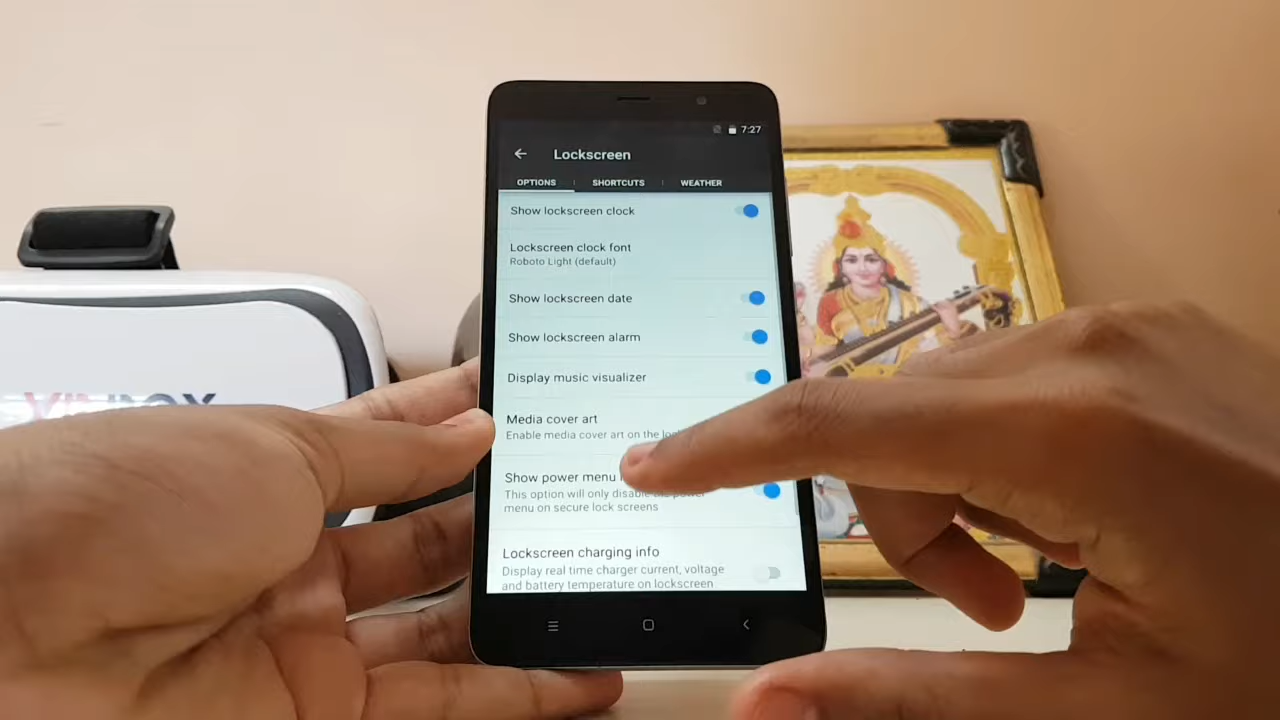 7:27
Lockscreen
OPTIONS SHORTCUTS WEATHER
Show lockscreen clock
Lockscreen clock font
Roboto Light (default)
Show lockscreen date
Show lockscreen alarm
Display music visualizer
Media cover art
Enable media cover art on the
Show power menu
This option will only disable the power
menu on secure lock screens
Lockscreen charging info
Display real time charger current, voltage
and battery temperature on lockscreen